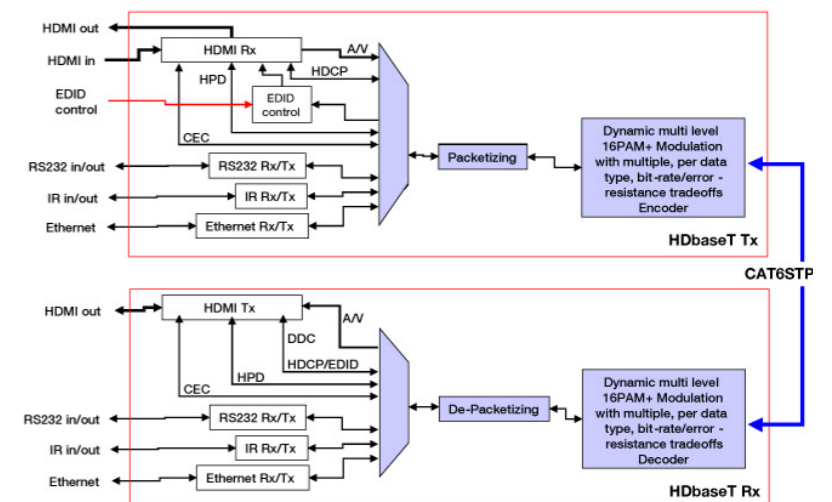 HDMI out
HDMI in
HDMI Rx
A/V
HPD
HDCP
EDID
control
EDID
control
CEC
RS232 in/out
RS232 Rx/Tx
IR in/out
IR Rx/Tx
Ethernet
Ethernet Rx/Tx
Packetizing
Dynamic multi level
16PAM+ Modulation
with multiple, per data
type, bit-rate/error -
resistance tradeoffs
Encoder
HDbaseT Tx
CAT6STP
HDMI out
HDMI Tx
A/V
DDC
HDCP/EDID
HPD
CEC
RS232 in/out
RS232 Rx/Tx
IR in/out
IR Rx/Tx
Ethernet
Ethernet Rx/Tx
De-Packetizing
Dynamic multi level
16PAM+ Modulation
with multiple, per data
type, bit-rate/error -
resistance tradeoffs
Decoder
HDbaseT Rx